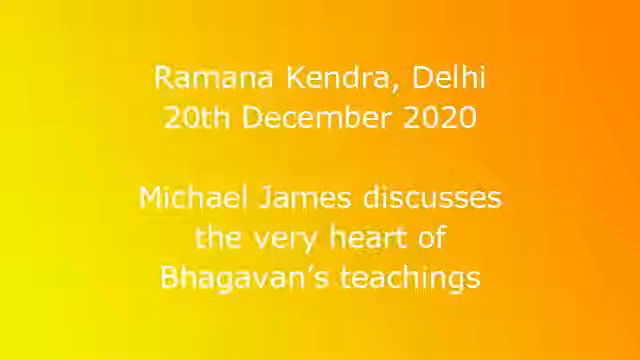 Ramana Kendra, Delhi
20th December 2020
Michael James discusses
the very heart of
Bhagavan’s teachings